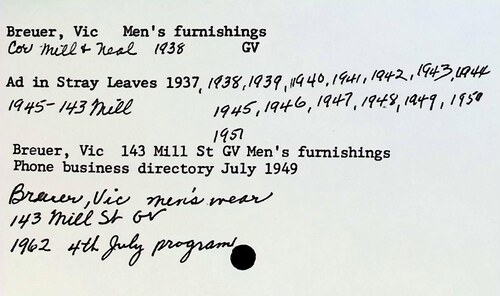 Breuer, Vic Men's furnishings
Cor Mill & Neal 1938 GV
Ad in Stray Leaves 1937, 1938, 1939, 1940, 1941, 1942, 1943, 1944
1945-143 Mill 1945, 1946, 1947, 1948, 1949, 1950
1951
Breuer, Vic 143 Mill St GV Men's furnishings
Phone business directory July 1949
Breuer, Vic men's wear
143 Mill St GV
1962 4th July program